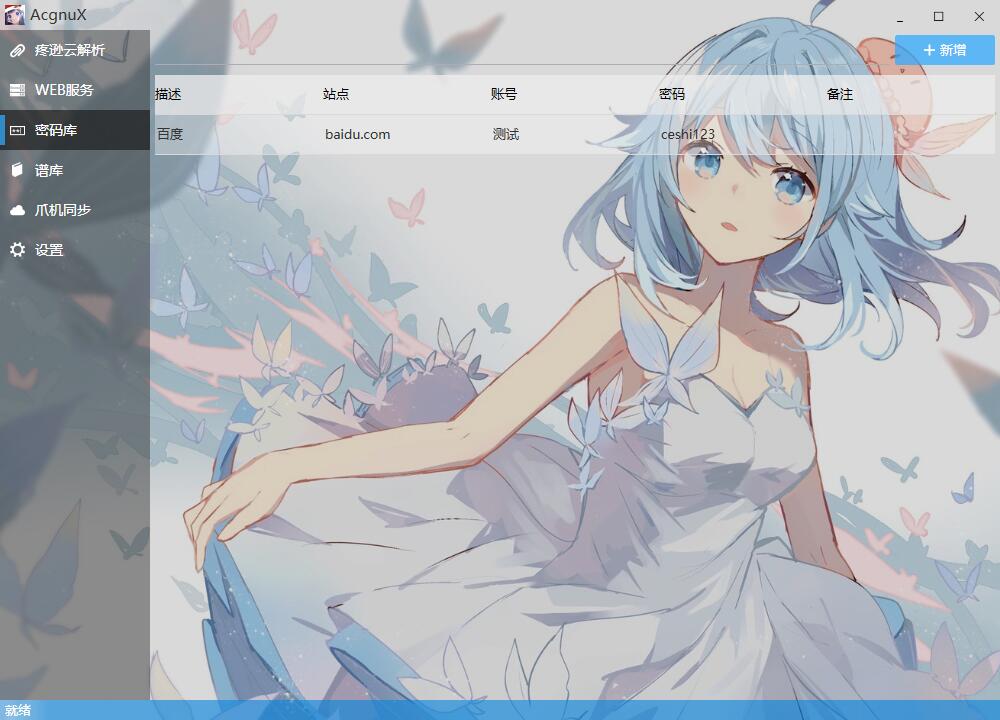 AcgnuX
疼逊云解析
WEB服务
密码库
谱库
爪机同步
设置
新增
描述 站点 账号 密码 备注
百度 baidu.com 测试 ceshi123
就绪